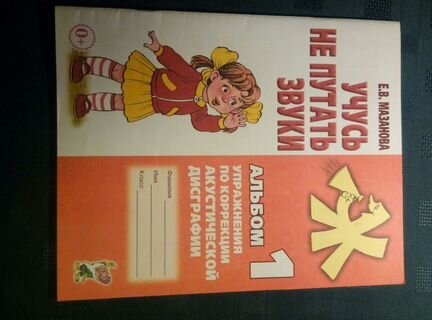 Е.В. МАЗАНОВА
УЧУСЬ
НЕ ПУТАТЬ
ЗВУКИ
0+
Ж
АЛЬБОМ 1
УПРАЖНЕНИЯ
ПО КОРРЕКЦИИ
АКУСТИЧЕСКОЙ
ДИСГРАФИИ
Фамилия
Имя
Класс